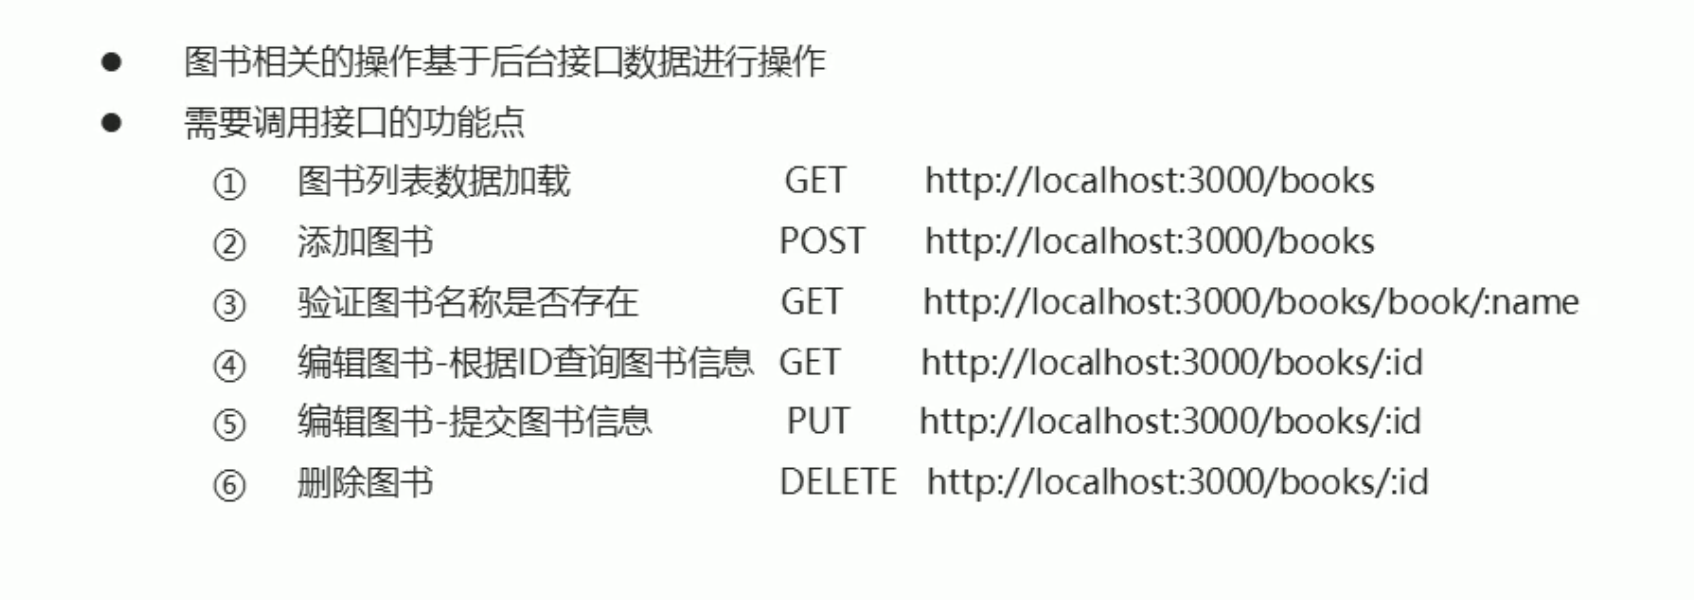 ● 图书相关的操作基于后台接口数据进行操作
● 需要调用接口的功能点
① 图书列表数据加载 GET http://localhost:3000/books
② 添加图书 POST http://localhost:3000/books
③ 验证图书名称是否存在 GET http://localhost:3000/books/book/:name
④ 编辑图书-根据ID查询图书信息 GET http://localhost:3000/books/:id
⑤ 编辑图书-提交图书信息 PUT http://localhost:3000/books/:id
⑥ 删除图书 DELETE http://localhost:3000/books/:id